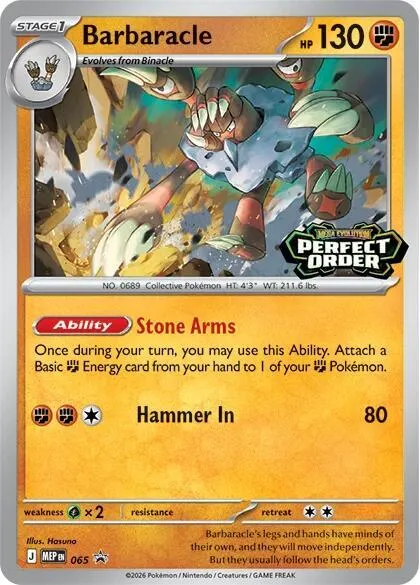 STAGE1
Barbaracle
HP 130
Evolves from Binacle
MEGA EVOLUTION
PERFECT
ORDER
NO. 0689 Collective Pokémon HT: 4'3" WT: 211.6 lbs.
Ability Stone Arms
Once during your turn, you may use this Ability. Attach a
Basic Energy card from your hand to 1 of your Pokémon.
Hammer In 80
weakness ×2 resistance retreat
Illus. Hasuno
J MEP EN 065
Barbaracle's legs and hands have minds
of their own, and they will move independently.
But they usually follow the head's orders.
©2026 Pokémon / Nintendo / Creatures / GAME FREAK